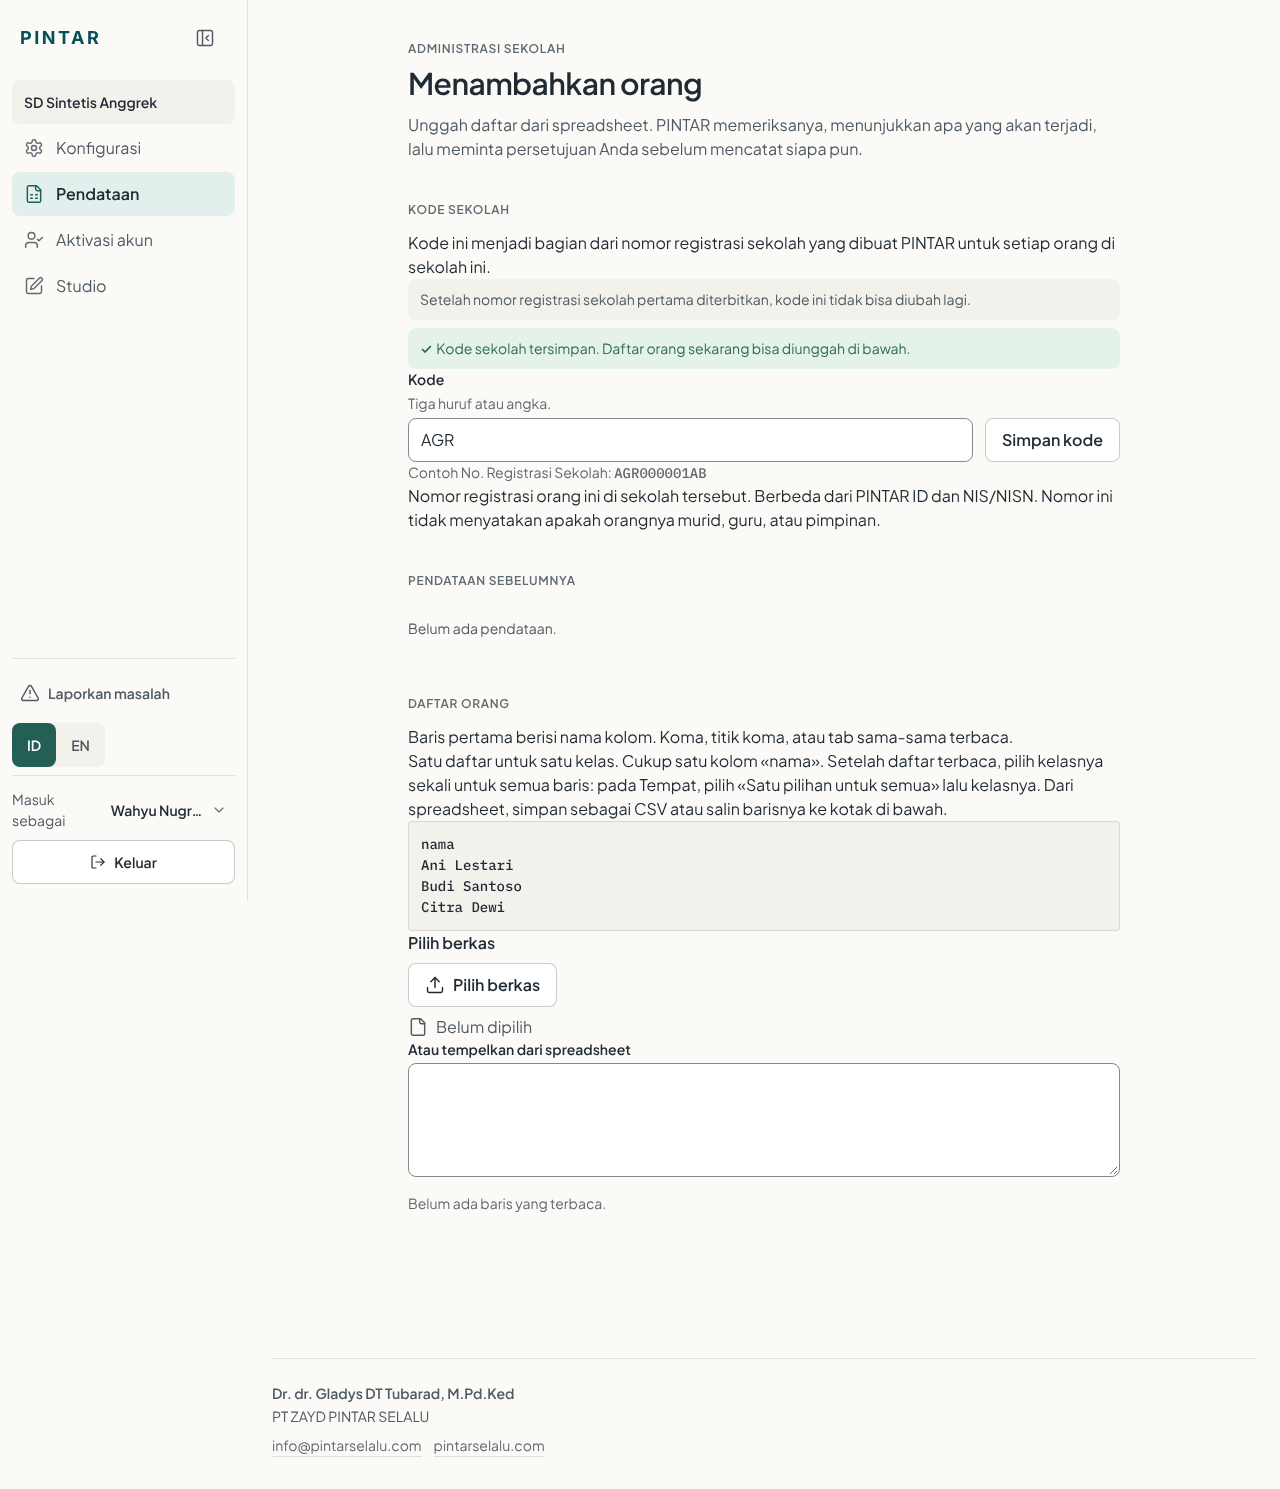 PINTAR
SD Sintetis Anggrek
Konfigurasi
Pendataan
Aktivasi akun
Studio
Laporkan masalah
ID
EN
Masuk sebagai
Wahyu Nugr...
Keluar
ADMINISTRASI SEKOLAH
Menambahkan orang
Unggah daftar dari spreadsheet. PINTAR memeriksanya, menunjukkan apa yang akan terjadi,
lalu meminta persetujuan Anda sebelum mencatat siapa pun.
KODE SEKOLAH
Kode ini menjadi bagian dari nomor registrasi sekolah yang dibuat PINTAR untuk setiap orang di
sekolah ini.
Setelah nomor registrasi sekolah pertama diterbitkan, kode ini tidak bisa diubah lagi.
Kode sekolah tersimpan. Daftar orang sekarang bisa diunggah di bawah.
Kode
Tiga huruf atau angka.
AGR
Simpan kode
Contoh No. Registrasi Sekolah: AGR000001AB
Nomor registrasi orang ini di sekolah tersebut. Berbeda dari PINTAR ID dan NIS/NISN. Nomor ini
tidak menyatakan apakah orangnya murid, guru, atau pimpinan.
PENDATAAN SEBELUMNYA
Belum ada pendataan.
DAFTAR ORANG
Baris pertama berisi nama kolom. Koma, titik koma, atau tab sama-sama terbaca.
Satu daftar untuk satu kelas. Cukup satu kolom «nama». Setelah daftar terbaca, pilih kelasnya
sekali untuk semua baris: pada Tempat, pilih «Satu pilihan untuk semua» lalu kelasnya. Dari
spreadsheet, simpan sebagai CSV atau salin barisnya ke kotak di bawah.
nama
Ani Lestari
Budi Santoso
Citra Dewi
Pilih berkas
Pilih berkas
Belum dipilih
Atau tempelkan dari spreadsheet
Belum ada baris yang terbaca.
Dr. dr. Gladys DT Tubarad, M.Pd.Ked
PT ZAYD PINTAR SELALU
info@pintarselalu.com pintarselalu.com